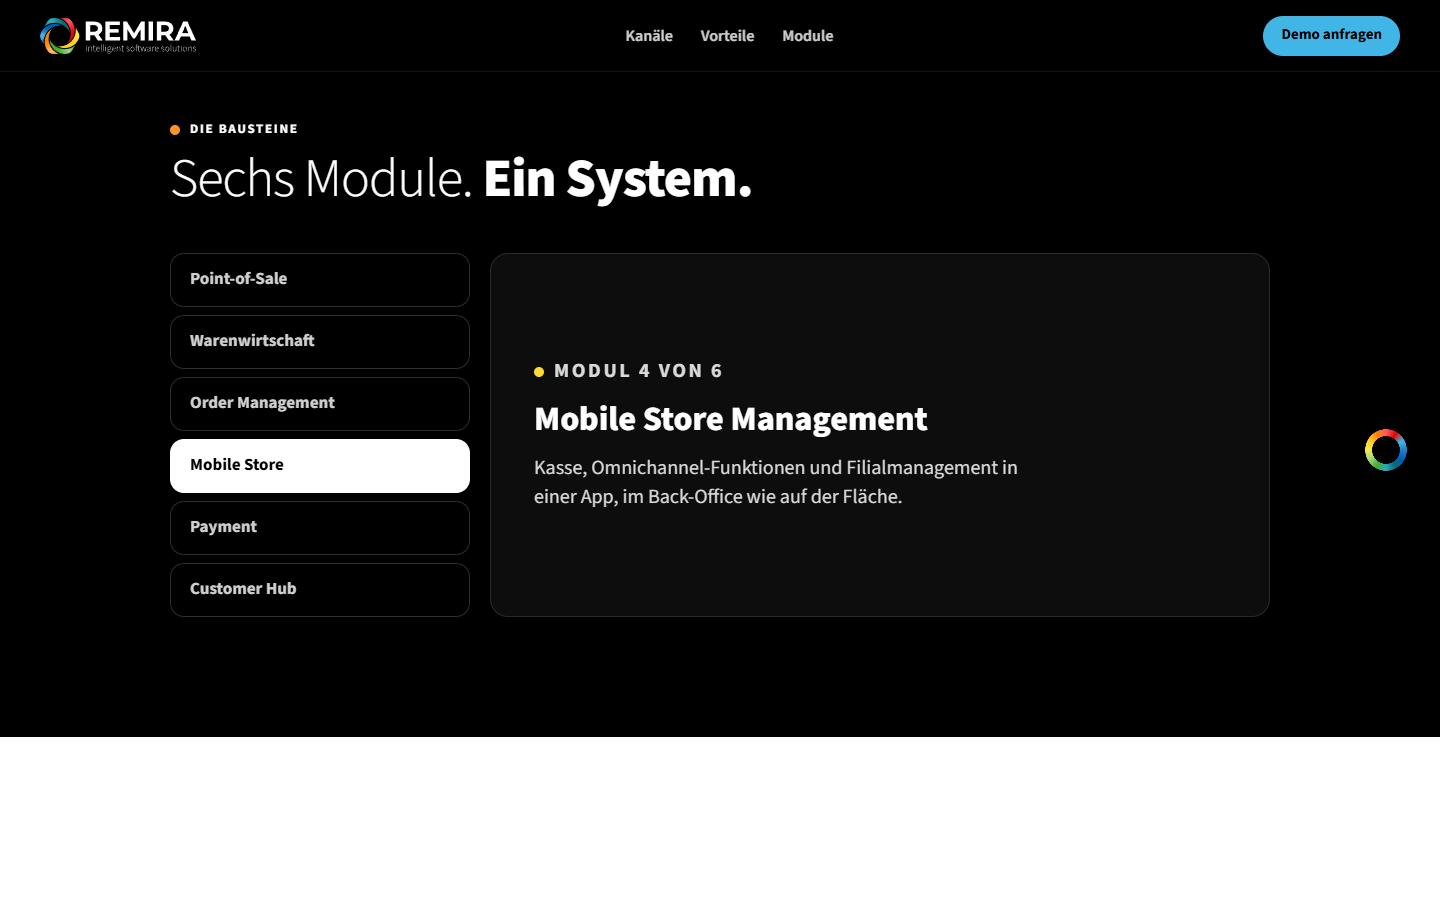 REMIRA
intelligent software solutions
Kanäle
Vorteile
Module
Demo anfragen
DIE BAUSTEINE
Sechs Module. Ein System.
Point-of-Sale
Warenwirtschaft
Order Management
Mobile Store
Payment
Customer Hub
MODUL 4 VON 6
Mobile Store Management
Kasse, Omnichannel-Funktionen und Filialmanagement in
einer App, im Back-Office wie auf der Fläche.